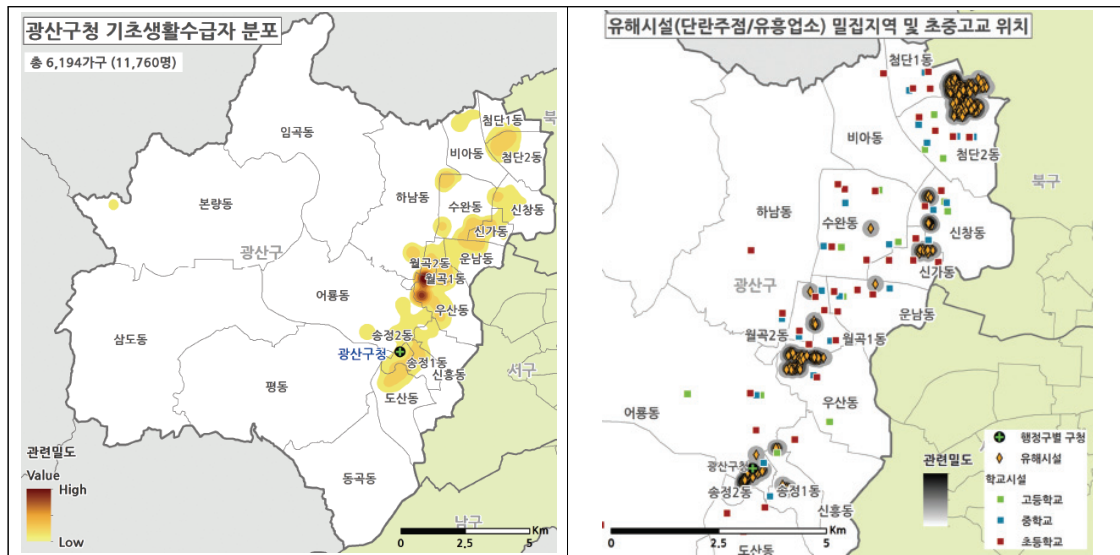 광산구청 기초생활수급자 분포
총 6,194가구 (11,760명)
북구
첨단1동
임곡동
비아동
첨단2동
하남동
본량동
수완동
신창동
신가동
광산구
운남동
월곡2동
월곡1동
어룡동
우산동
송정2동
삼도동
광산구청
송정1동
신흥동
서구
평동
도산동
관련밀도
Value
High
동곡동
Low
남구
Km
0
2.5
5
유해시설(단란주점/유흥업소) 밀집지역 및 초중고교 위치
첨단1동
비아동
첨단2동
북구
하남동
수완동
신창동
신가동
광산구
운남동
월곡2동
월곡1동
우산동
어룡동
행정구별 구청
관련밀도
유해시설
광산구청
학교시설
송정2동
송정1동
고등학교
신흥동
중학교
Km
초등학교
0
2.5
5
도산동